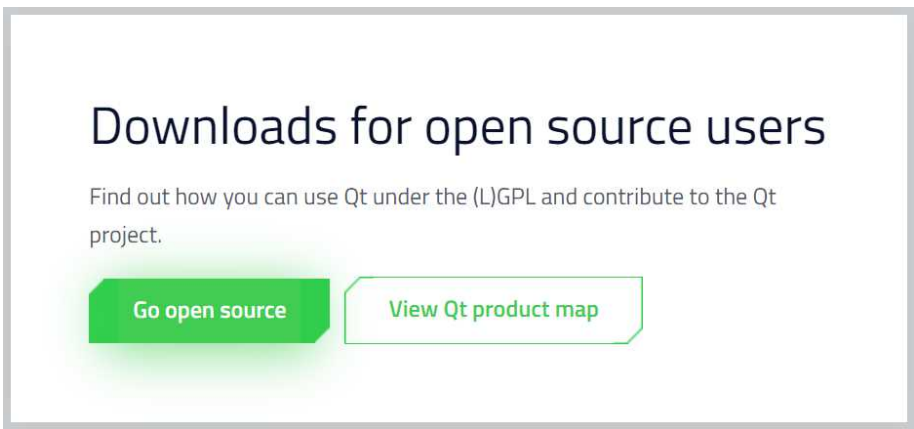 Downloads for open source users
Find out how you can use Qt under the (L)GPL and contribute to the Qt
project.
Go open source
View Qt product map